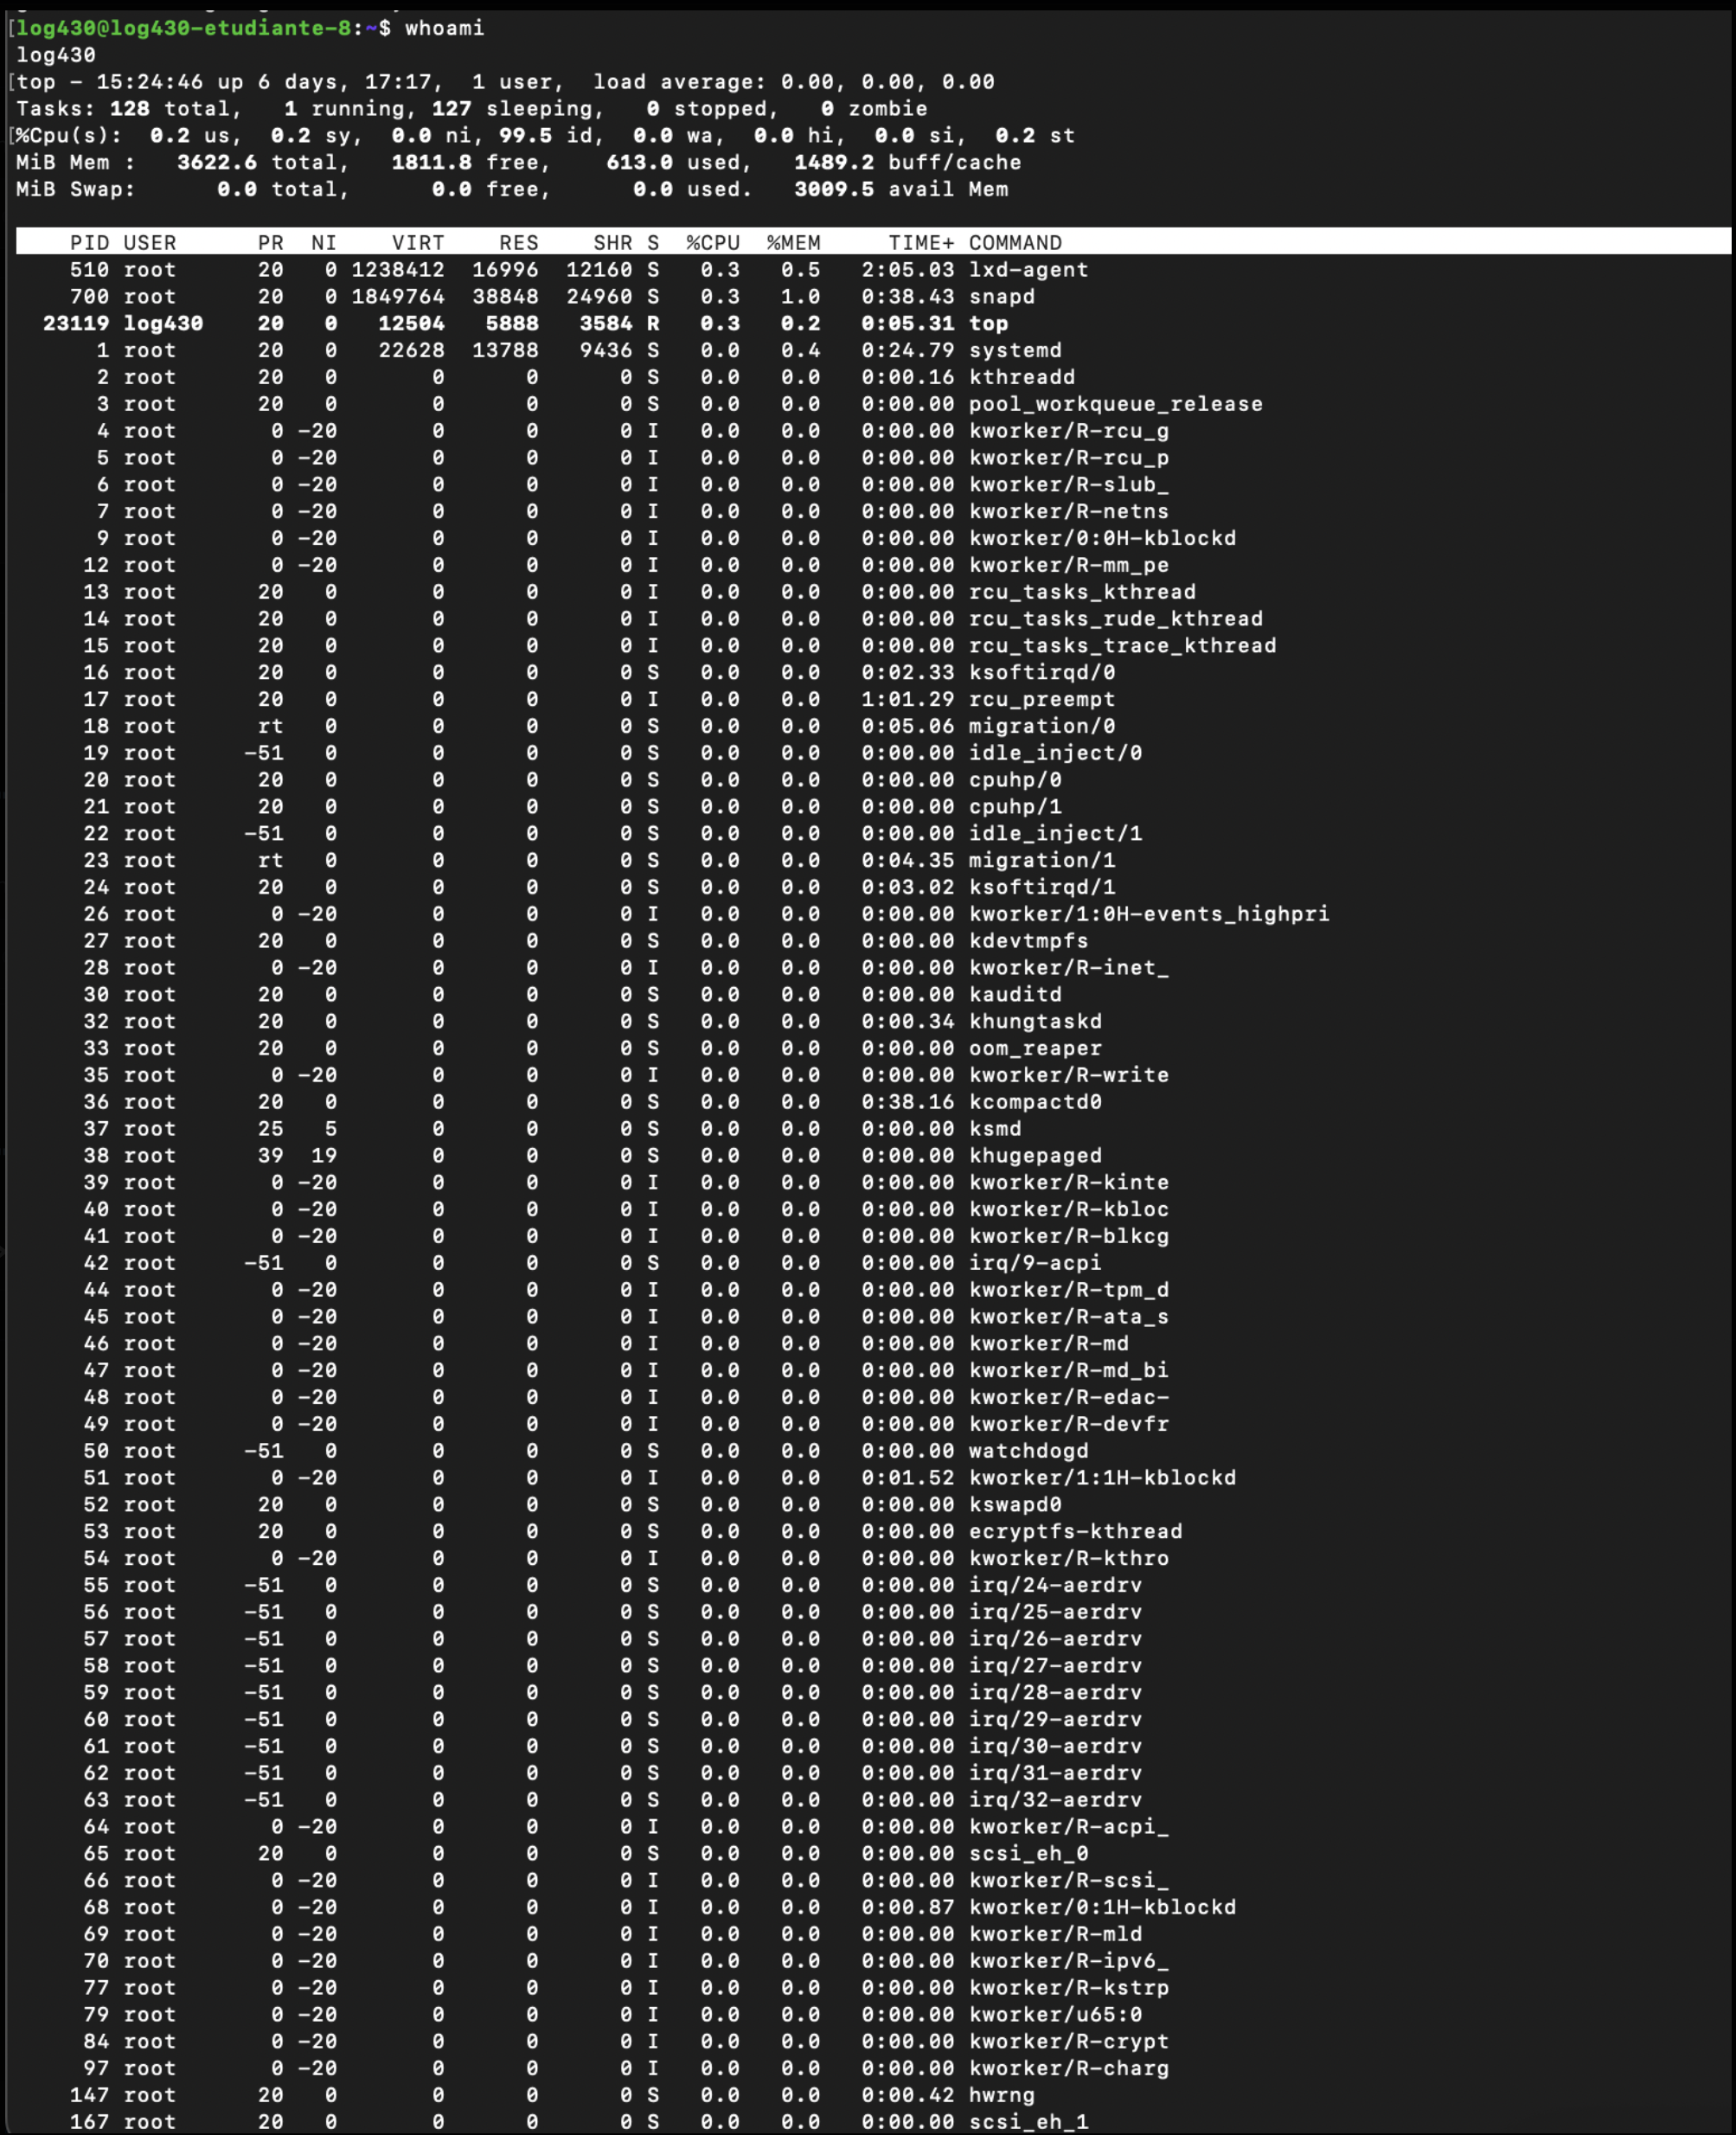 [log430@log430-etudiante-8:~$ whoami
log430
[top - 15:24:46 up 6 days, 17:17,  1 user,  load average: 0.00, 0.00, 0.00
Tasks: 128 total,   1 running, 127 sleeping,   0 stopped,   0 zombie
[%Cpu(s):  0.2 us,  0.2 sy,  0.0 ni, 99.5 id,  0.0 wa,  0.0 hi,  0.0 si,  0.2 st
MiB Mem :   3622.6 total,   1811.8 free,    613.0 used,   1489.2 buff/cache
MiB Swap:      0.0 total,      0.0 free,      0.0 used.   3009.5 avail Mem
PID USER      PR  NI    VIRT    RES    SHR S  %CPU  %MEM     TIME+ COMMAND
510 root      20   0 1238412  16996  12160 S   0.3   0.5   2:05.03 lxd-agent
700 root      20   0 1849764  38848  24960 S   0.3   1.0   0:38.43 snapd
23119 log430    20   0   12504   5888   3584 R   0.3   0.2   0:05.31 top
1 root      20   0   22628  13788   9436 S   0.0   0.4   0:24.79 systemd
2 root      20   0       0      0      0 S   0.0   0.0   0:00.16 kthreadd
3 root      20   0       0      0      0 S   0.0   0.0   0:00.00 pool_workqueue_release
4 root       0 -20       0      0      0 I   0.0   0.0   0:00.00 kworker/R-rcu_g
5 root       0 -20       0      0      0 I   0.0   0.0   0:00.00 kworker/R-rcu_p
6 root       0 -20       0      0      0 I   0.0   0.0   0:00.00 kworker/R-slub_
7 root       0 -20       0      0      0 I   0.0   0.0   0:00.00 kworker/R-netns
9 root       0 -20       0      0      0 I   0.0   0.0   0:00.00 kworker/0:0H-kblockd
12 root       0 -20       0      0      0 I   0.0   0.0   0:00.00 kworker/R-mm_pe
13 root      20   0       0      0      0 I   0.0   0.0   0:00.00 rcu_tasks_kthread
14 root      20   0       0      0      0 I   0.0   0.0   0:00.00 rcu_tasks_rude_kthread
15 root      20   0       0      0      0 I   0.0   0.0   0:00.00 rcu_tasks_trace_kthread
16 root      20   0       0      0      0 S   0.0   0.0   0:02.33 ksoftirqd/0
17 root      20   0       0      0      0 I   0.0   0.0   1:01.29 rcu_preempt
18 root      rt   0       0      0      0 S   0.0   0.0   0:05.06 migration/0
19 root     -51   0       0      0      0 S   0.0   0.0   0:00.00 idle_inject/0
20 root      20   0       0      0      0 S   0.0   0.0   0:00.00 cpuhp/0
21 root      20   0       0      0      0 S   0.0   0.0   0:00.00 cpuhp/1
22 root     -51   0       0      0      0 S   0.0   0.0   0:00.00 idle_inject/1
23 root      rt   0       0      0      0 S   0.0   0.0   0:04.35 migration/1
24 root      20   0       0      0      0 S   0.0   0.0   0:03.02 ksoftirqd/1
26 root       0 -20       0      0      0 I   0.0   0.0   0:00.00 kworker/1:0H-events_highpri
27 root      20   0       0      0      0 S   0.0   0.0   0:00.00 kdevtmpfs
28 root       0 -20       0      0      0 I   0.0   0.0   0:00.00 kworker/R-inet_
30 root      20   0       0      0      0 S   0.0   0.0   0:00.00 kauditd
32 root      20   0       0      0      0 S   0.0   0.0   0:00.34 khungtaskd
33 root      20   0       0      0      0 S   0.0   0.0   0:00.00 oom_reaper
35 root       0 -20       0      0      0 I   0.0   0.0   0:00.00 kworker/R-write
36 root      20   0       0      0      0 S   0.0   0.0   0:38.16 kcompactd0
37 root      25   5       0      0      0 S   0.0   0.0   0:00.00 ksmd
38 root      39  19       0      0      0 S   0.0   0.0   0:00.00 khugepaged
39 root       0 -20       0      0      0 I   0.0   0.0   0:00.00 kworker/R-kinte
40 root       0 -20       0      0      0 I   0.0   0.0   0:00.00 kworker/R-kbloc
41 root       0 -20       0      0      0 I   0.0   0.0   0:00.00 kworker/R-blkcg
42 root     -51   0       0      0      0 S   0.0   0.0   0:00.00 irq/9-acpi
44 root       0 -20       0      0      0 I   0.0   0.0   0:00.00 kworker/R-tpm_d
45 root       0 -20       0      0      0 I   0.0   0.0   0:00.00 kworker/R-ata_s
46 root       0 -20       0      0      0 I   0.0   0.0   0:00.00 kworker/R-md
47 root       0 -20       0      0      0 I   0.0   0.0   0:00.00 kworker/R-md_bi
48 root       0 -20       0      0      0 I   0.0   0.0   0:00.00 kworker/R-edac-
49 root       0 -20       0      0      0 I   0.0   0.0   0:00.00 kworker/R-devfr
50 root     -51   0       0      0      0 S   0.0   0.0   0:00.00 watchdogd
51 root       0 -20       0      0      0 I   0.0   0.0   0:01.52 kworker/1:1H-kblockd
52 root      20   0       0      0      0 S   0.0   0.0   0:00.00 kswapd0
53 root      20   0       0      0      0 S   0.0   0.0   0:00.00 ecryptfs-kthread
54 root       0 -20       0      0      0 I   0.0   0.0   0:00.00 kworker/R-kthro
55 root     -51   0       0      0      0 S   0.0   0.0   0:00.00 irq/24-aerdrv
56 root     -51   0       0      0      0 S   0.0   0.0   0:00.00 irq/25-aerdrv
57 root     -51   0       0      0      0 S   0.0   0.0   0:00.00 irq/26-aerdrv
58 root     -51   0       0      0      0 S   0.0   0.0   0:00.00 irq/27-aerdrv
59 root     -51   0       0      0      0 S   0.0   0.0   0:00.00 irq/28-aerdrv
60 root     -51   0       0      0      0 S   0.0   0.0   0:00.00 irq/29-aerdrv
61 root     -51   0       0      0      0 S   0.0   0.0   0:00.00 irq/30-aerdrv
62 root     -51   0       0      0      0 S   0.0   0.0   0:00.00 irq/31-aerdrv
63 root     -51   0       0      0      0 S   0.0   0.0   0:00.00 irq/32-aerdrv
64 root       0 -20       0      0      0 I   0.0   0.0   0:00.00 kworker/R-acpi_
65 root      20   0       0      0      0 S   0.0   0.0   0:00.00 scsi_eh_0
66 root       0 -20       0      0      0 I   0.0   0.0   0:00.00 kworker/R-scsi_
68 root       0 -20       0      0      0 I   0.0   0.0   0:00.87 kworker/0:1H-kblockd
69 root       0 -20       0      0      0 I   0.0   0.0   0:00.00 kworker/R-mld
70 root       0 -20       0      0      0 I   0.0   0.0   0:00.00 kworker/R-ipv6_
77 root       0 -20       0      0      0 I   0.0   0.0   0:00.00 kworker/R-kstrp
79 root       0 -20       0      0      0 I   0.0   0.0   0:00.00 kworker/u65:0
84 root       0 -20       0      0      0 I   0.0   0.0   0:00.00 kworker/R-crypt
97 root       0 -20       0      0      0 I   0.0   0.0   0:00.00 kworker/R-charg
147 root      20   0       0      0      0 S   0.0   0.0   0:00.42 hwrng
167 root      20   0       0      0      0 S   0.0   0.0   0:00.00 scsi_eh_1